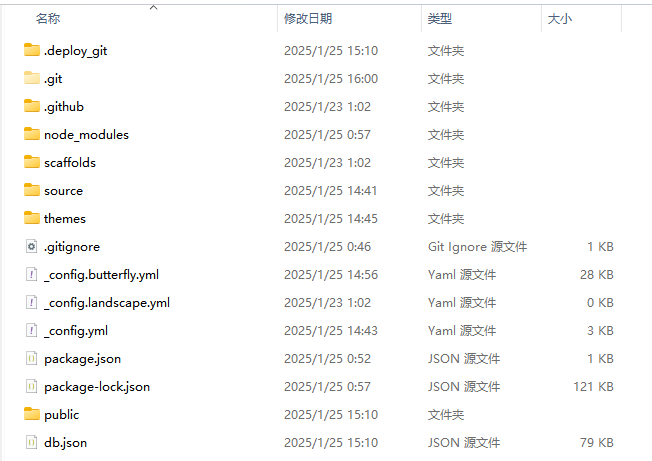 名称 修改日期 类型 大小
.deploy_git 2025/1/25 15:10 文件夹
.git 2025/1/25 16:00 文件夹
.github 2025/1/23 1:02 文件夹
node_modules 2025/1/25 0:57 文件夹
scaffolds 2025/1/23 1:02 文件夹
source 2025/1/25 14:41 文件夹
themes 2025/1/25 14:45 文件夹
.gitignore 2025/1/25 0:46 Git Ignore 源文件 1 KB
_config.butterfly.yml 2025/1/25 14:56 Yaml 源文件 28 KB
_config.landscape.yml 2025/1/23 1:02 Yaml 源文件 0 KB
_config.yml 2025/1/25 14:43 Yaml 源文件 3 KB
package.json 2025/1/25 0:52 JSON 源文件 1 KB
package-lock.json 2025/1/25 0:57 JSON 源文件 121 KB
public 2025/1/25 15:10 文件夹
db.json 2025/1/25 15:10 JSON 源文件 79 KB